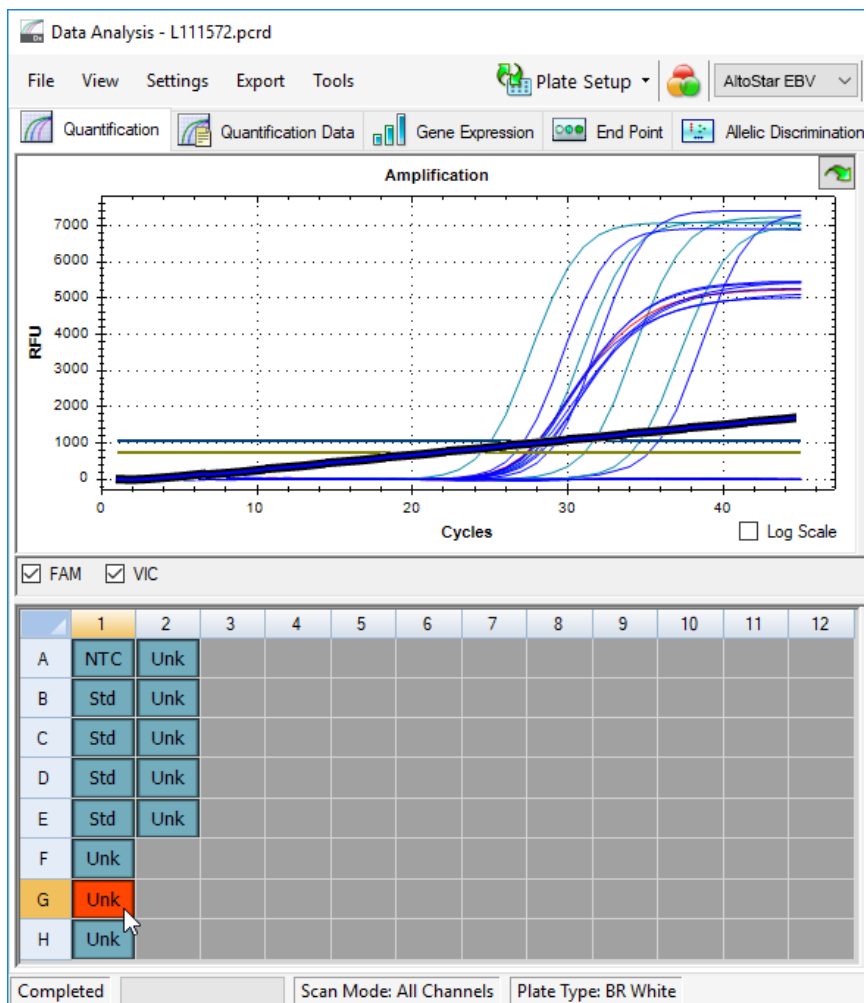 Data Analysis - L111572.pcrd
File View Settings Export Tools Plate Setup AltoStar EBV
Quantification Quantification Data Gene Expression End Point Allelic Discrimination
Amplification
7000
6000
5000
4000
3000
2000
1000
0
RFU
0 10 20 30 40
Cycles
Log Scale
FAM VIC
1 2 3 4 5 6 7 8 9 10 11 12
A NTC Unk
B Std Unk
C Std Unk
D Std Unk
E Std Unk
F Unk
G Unk
H Unk
Completed Scan Mode: All Channels Plate Type: BR White